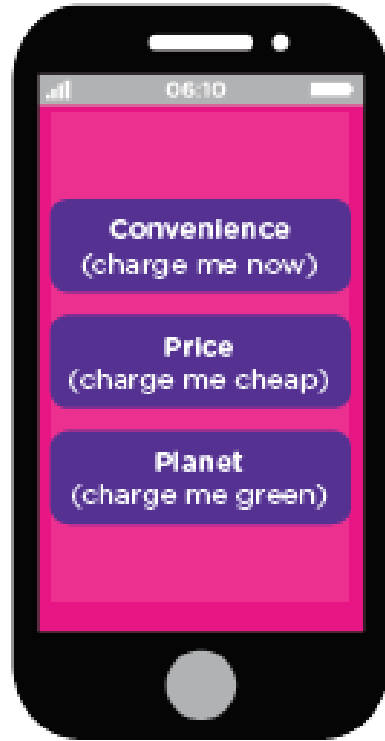 06:10
Convenience
(charge me now)
Price
(charge me cheap)
Planet
(charge me green)